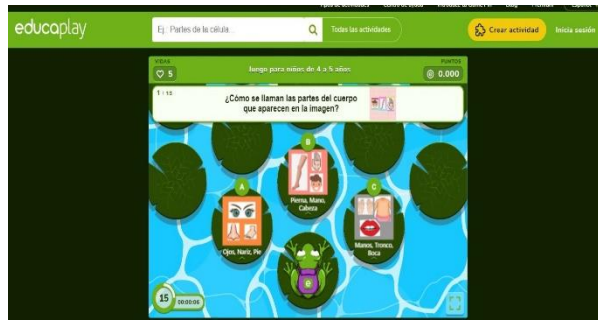 educaplay
Ej. Partes de la célula...
Todas las actividades
Crear actividad
Inicia sesión
VIDAS
5
Juego para niños de 4 a 5 años
PUNTOS
0.000
1 / 10
¿Cómo se llaman las partes del cuerpo
que aparecen en la imagen?
B
Pierna, Mano,
Cabeza
A
Ojos, Nariz, Pie
C
Manos, Tronco,
Boca
e
15
00:00:06